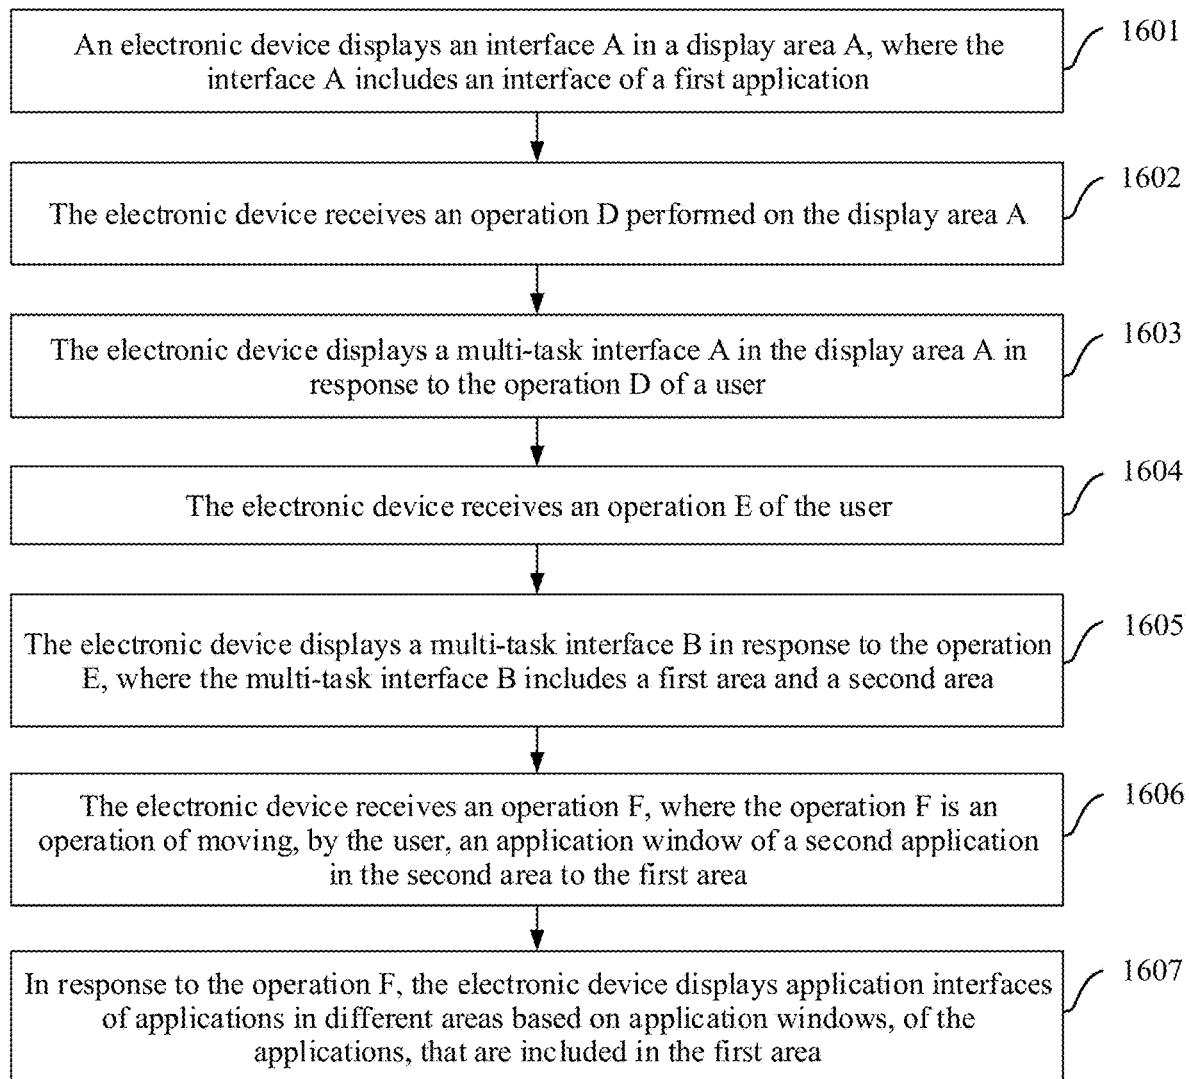 An electronic device displays an interface A in a display area A, where the
interface A includes an interface of a first application
1601
The electronic device receives an operation D performed on the display area A
1602
The electronic device displays a multi-task interface A in the display area A in
response to the operation D of a user
1603
The electronic device receives an operation E of the user
1604
The electronic device displays a multi-task interface B in response to the operation
E, where the multi-task interface B includes a first area and a second area
1605
The electronic device receives an operation F, where the operation F is an
operation of moving, by the user, an application window of a second application
in the second area to the first area
1606
In response to the operation F, the electronic device displays application interfaces
of applications in different areas based on application windows, of the
applications, that are included in the first area
1607